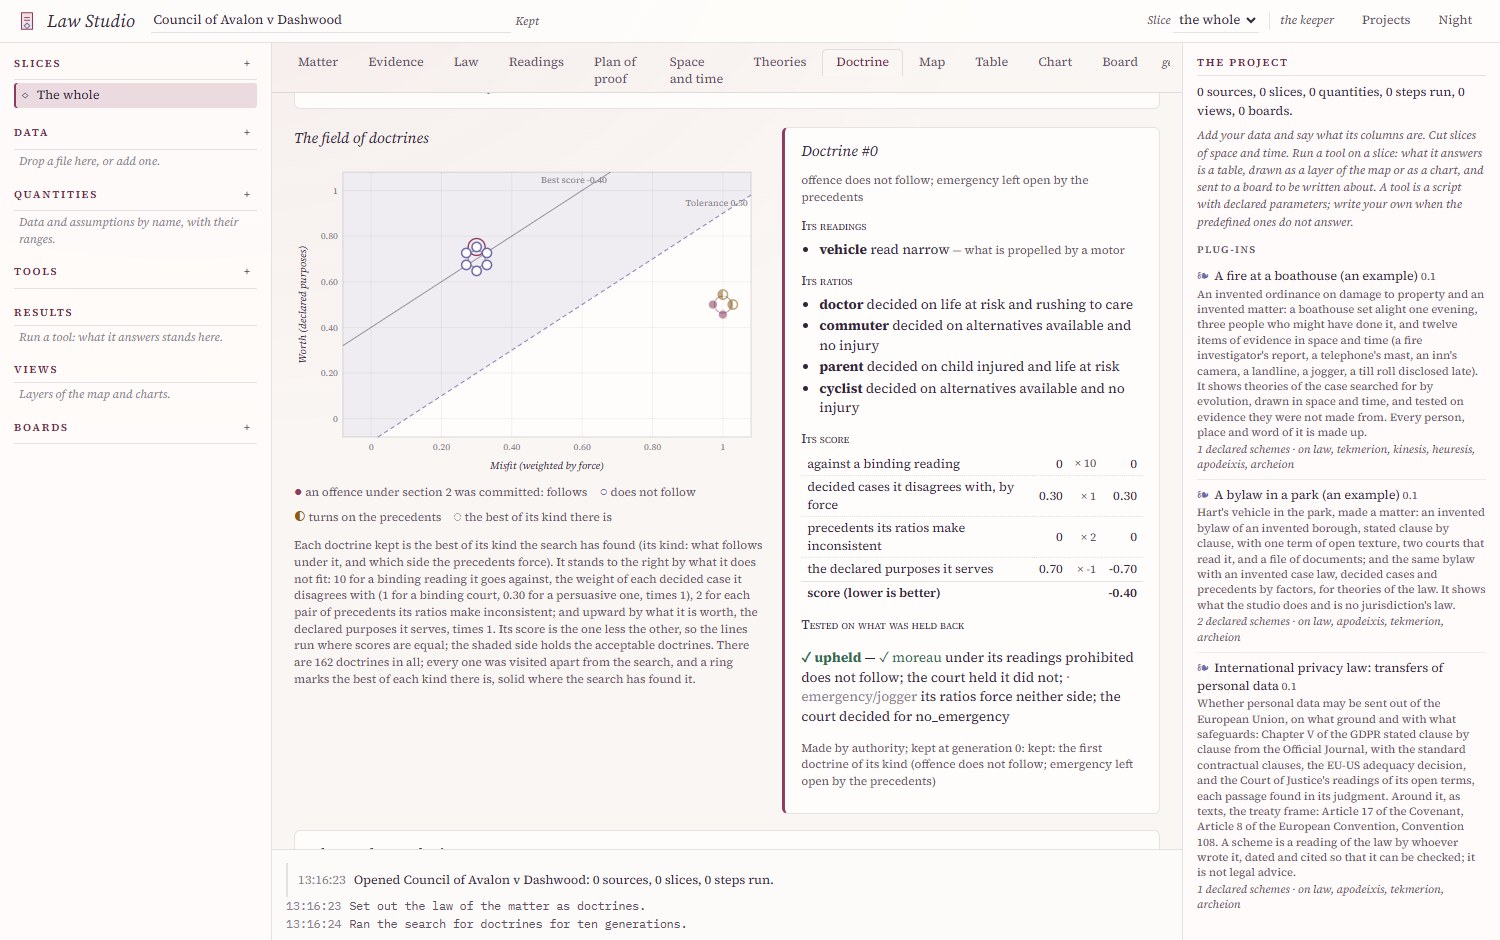 Law Studio
Council of Avalon v Dashwood
Kept
Slice the whole
the keeper
Projects
Night
SLICES +
The whole
DATA +
Drop a file here, or add one.
QUANTITIES +
Data and assumptions by name, with their
ranges.
TOOLS +
RESULTS
Run a tool: what it answers stands here.
VIEWS
Layers of the map and charts.
BOARDS +
Matter
Evidence
Law
Readings
Plan of
proof
Space
and time
Theories
Doctrine
Map
Table
Chart
Board
The field of doctrines
Best score -0.40
Tolerance 0.50
1
0.80
0.60
0.40
0.20
0
0 0.20 0.40 0.60 0.80 1
Worth (declared purposes)
Misfit (weighted by force)
an offence under section 2 was committed: follows does not follow
turns on the precedents the best of its kind there is
Each doctrine kept is the best of its kind the search has found (its kind: what follows
under it, and which side the precedents force). It stands to the right by what it does
not fit: 10 for a binding reading it goes against, the weight of each decided case it
disagrees with (1 for a binding court, 0.30 for a persuasive one, times 1), 2 for each
pair of precedents its ratios make inconsistent; and upward by what it is worth, the
declared purposes it serves, times 1. Its score is the one less the other, so the lines
run where scores are equal; the shaded side holds the acceptable doctrines. There
are 162 doctrines in all; every one was visited apart from the search, and a ring
marks the best of each kind there is, solid where the search has found it.
Doctrine #0
offence does not follow; emergency left open by the
precedents
ITS READINGS
• vehicle read narrow — what is propelled by a motor
ITS RATIOS
• doctor decided on life at risk and rushing to care
• commuter decided on alternatives available and
no injury
• parent decided on child injured and life at risk
• cyclist decided on alternatives available and no
injury
ITS SCORE
against a binding reading 0 × 10 0
decided cases it disagrees with, by
force 0.30 × 1 0.30
precedents its ratios make
inconsistent 0 × 2 0
the declared purposes it serves 0.70 × -1 -0.70
score (lower is better) -0.40
TESTED ON WHAT WAS HELD BACK
✓ upheld — ✓ moreau under its readings prohibited
does not follow; the court held it did not; ·
emergency/jogger its ratios force neither side; the
court decided for no_emergency
Made by authority; kept at generation 0: kept: the first
doctrine of its kind (offence does not follow; emergency left
open by the precedents)
13:16:23 Opened Council of Avalon v Dashwood: 0 sources, 0 slices, 0 steps run.
13:16:23 Set out the law of the matter as doctrines.
13:16:24 Ran the search for doctrines for ten generations.
THE PROJECT
0 sources, 0 slices, 0 quantities, 0 steps run, 0
views, 0 boards.
Add your data and say what its columns are. Cut slices
of space and time. Run a tool on a slice: what it answers
is a table, drawn as a layer of the map or as a chart, and
sent to a board to be written about. A tool is a script
with declared parameters; write your own when the
predefined ones do not answer.
PLUG-INS
A fire at a boathouse (an example) 0.1
An invented ordinance on damage to property and an
invented matter: a boathouse set alight one evening,
three people who might have done it, and twelve
items of evidence in space and time (a fire
investigator's report, a telephone's mast, an inn's
camera, a landline, a jogger, a till roll disclosed late).
It shows theories of the case searched for by
evolution, drawn in space and time, and tested on
evidence they were not made from. Every person,
place and word of it is made up.
1 declared schemes · on law, tekmerion, kinesis, heuresis,
apodeixis, archeion
A bylaw in a park (an example) 0.1
Hart's vehicle in the park, made a matter: an invented
bylaw of an invented borough, stated clause by
clause, with one term of open texture, two courts that
read it, and a file of documents; and the same bylaw
with an invented case law, decided cases and
precedents by factors, for theories of the law. It shows
what the studio does and is no jurisdiction's law.
2 declared schemes · on law, apodeixis, tekmerion,
archeion
International privacy law: transfers of
personal data 0.1
Whether personal data may be sent out of the
European Union, on what ground and with what
safeguards: Chapter V of the GDPR stated clause by
clause from the Official Journal, with the standard
contractual clauses, the EU-US adequacy decision,
and the Court of Justice's readings of its open terms,
each passage found in its judgment. Around it, as
texts, the treaty frame: Article 17 of the Covenant,
Article 8 of the European Convention, Convention
108. A scheme is a reading of the law by whoever
wrote it, dated and cited so that it can be checked; it
is not legal advice.
1 declared schemes · on law, apodeixis, tekmerion,
archeion